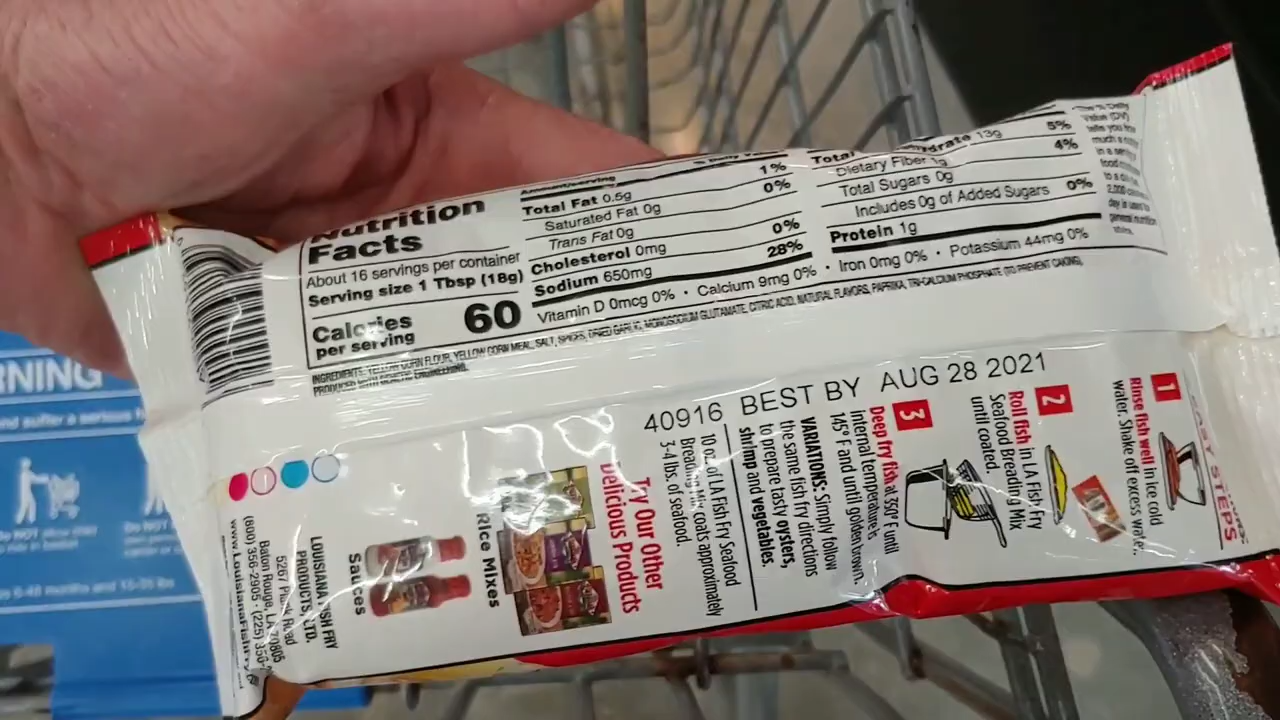 Nutrition
Facts
About 16 servings per container
Serving size 1 Tbsp (18g)
Calories
per serving
60
Amount/serving
Total Fat 0.5g 1%
Saturated Fat 0g 0%
Trans Fat 0g
Cholesterol 0mg 0%
Sodium 650mg 28%
Total 13g 5%
Dietary Fiber 1g 4%
Total Sugars 0g
Includes 0g of Added Sugars 0%
Protein 1g
Vitamin D 0mcg 0% · Calcium 9mg 0% · Iron 0mg 0% · Potassium 44mg 0%
INGREDIENTS: YELLOW CORN FLOUR, YELLOW CORN MEAL, SALT, SPICES, DRIED GARLIC, MONOSODIUM GLUTAMATE, CITRIC ACID, NATURAL FLAVORS, PAPRIKA, TRI-CALCIUM PHOSPHATE (TO PREVENT CAKING).
PRODUCED WITH GENETIC ENGINEERING.
40916 BEST BY AUG 28 2021
EASY STEPS
1
Rinse fish well in ice cold
water. Shake off excess water.
2
Roll fish in LA Fish Fry
Seafood Breading Mix
until coated.
3
Deep fry fish at 350° F until
internal temperature is
145° F and until golden brown.
VARIATIONS: Simply follow
the same fish fry directions
to prepare tasty oysters,
shrimp and vegetables.
10 oz. of LA Fish Fry Seafood
Breading Mix coats approximately
3-4 lbs. of seafood.
Try Our Other
Delicious Products
Rice Mixes
Sauces
LOUISIANA FISH FRY
PRODUCTS, LTD.
5267 Plank Road
Baton Rouge, LA 70805
(800) 356-2905 · (225) 356-
www.LouisianaFishFry
RNING